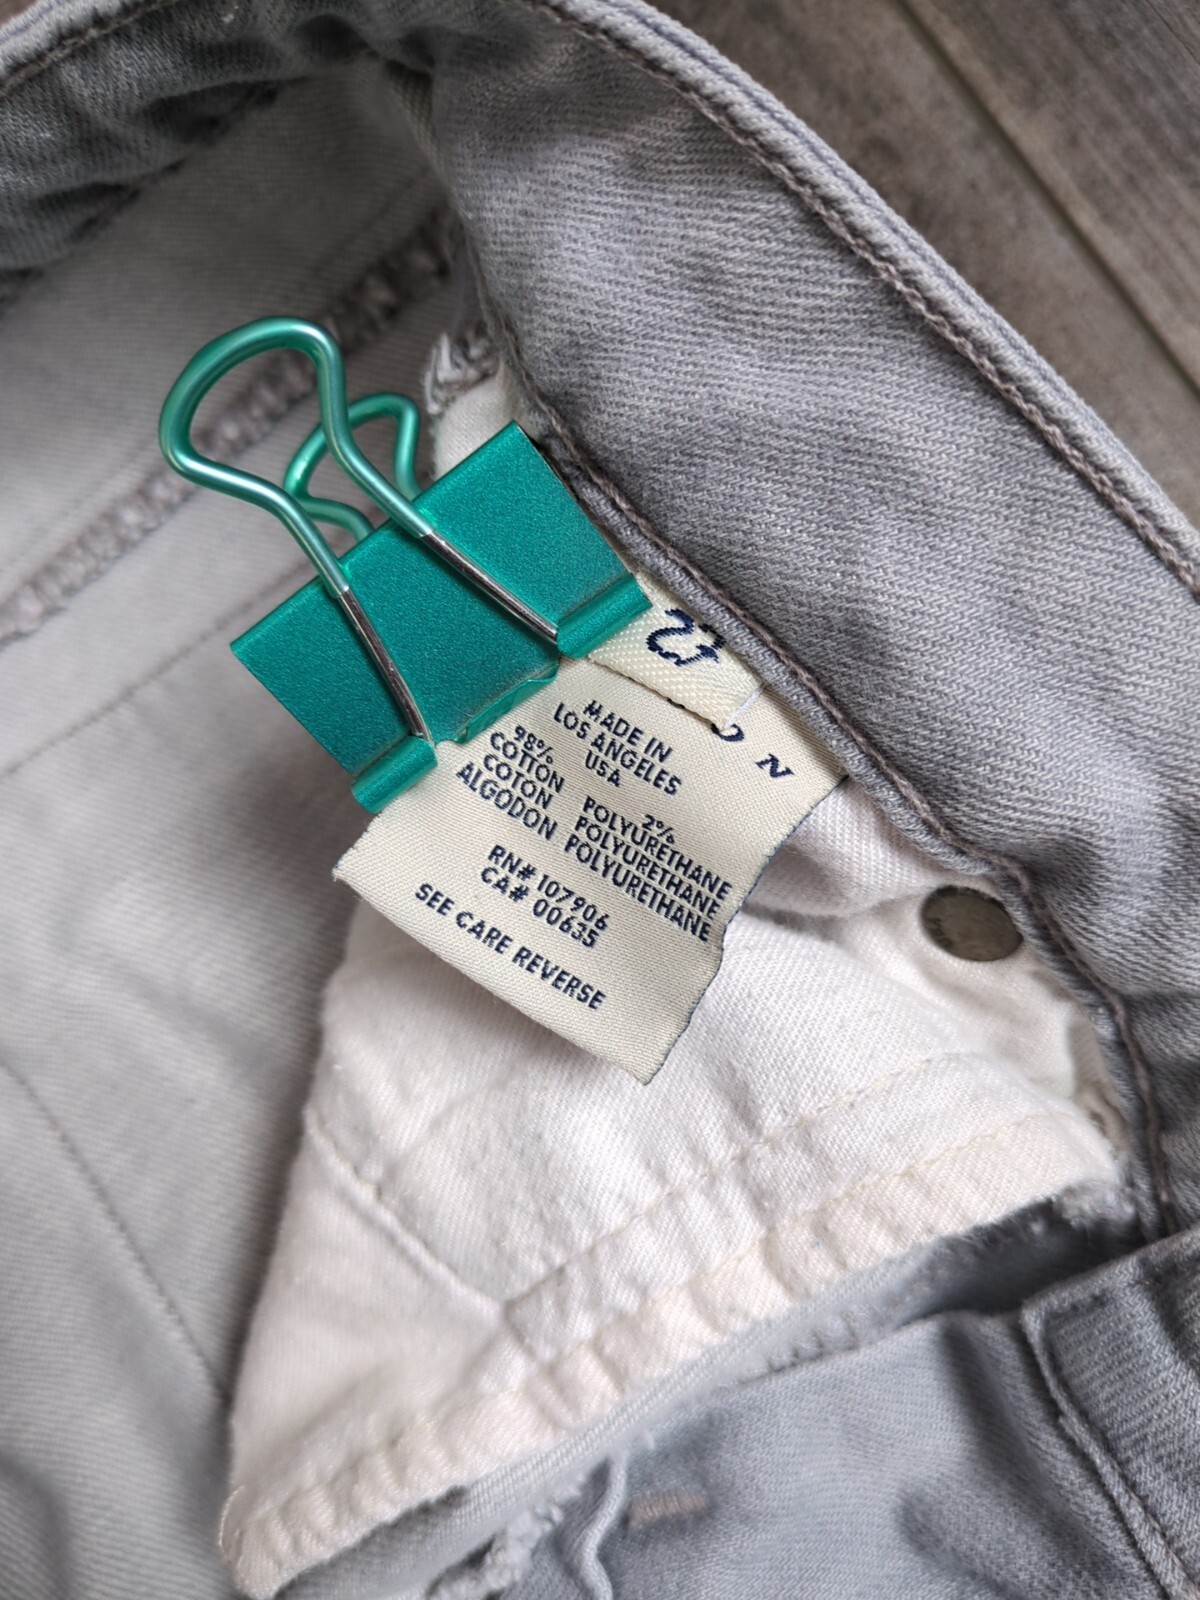 27
MADE IN
LOS ANGELES
USA
98% 2%
COTTON POLYURETHANE
COTON POLYURETHANE
ALGODON POLYURETHANE
RN# 107906
CA# 00635
SEE CARE REVERSE